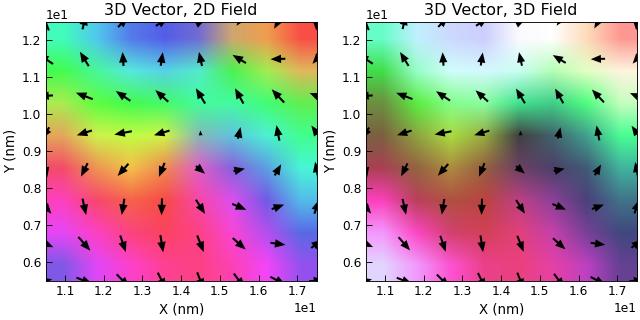 3D Vector, 2D Field
3D Vector, 3D Field
1e1
1e1
1.2
1.1
1.0
0.9
0.8
0.7
0.6
Y (nm)
1.2
1.1
1.0
0.9
0.8
0.7
0.6
Y (nm)
1.1 1.2 1.3 1.4 1.5 1.6 1.7
1e1
X (nm)
1.1 1.2 1.3 1.4 1.5 1.6 1.7
1e1
X (nm)